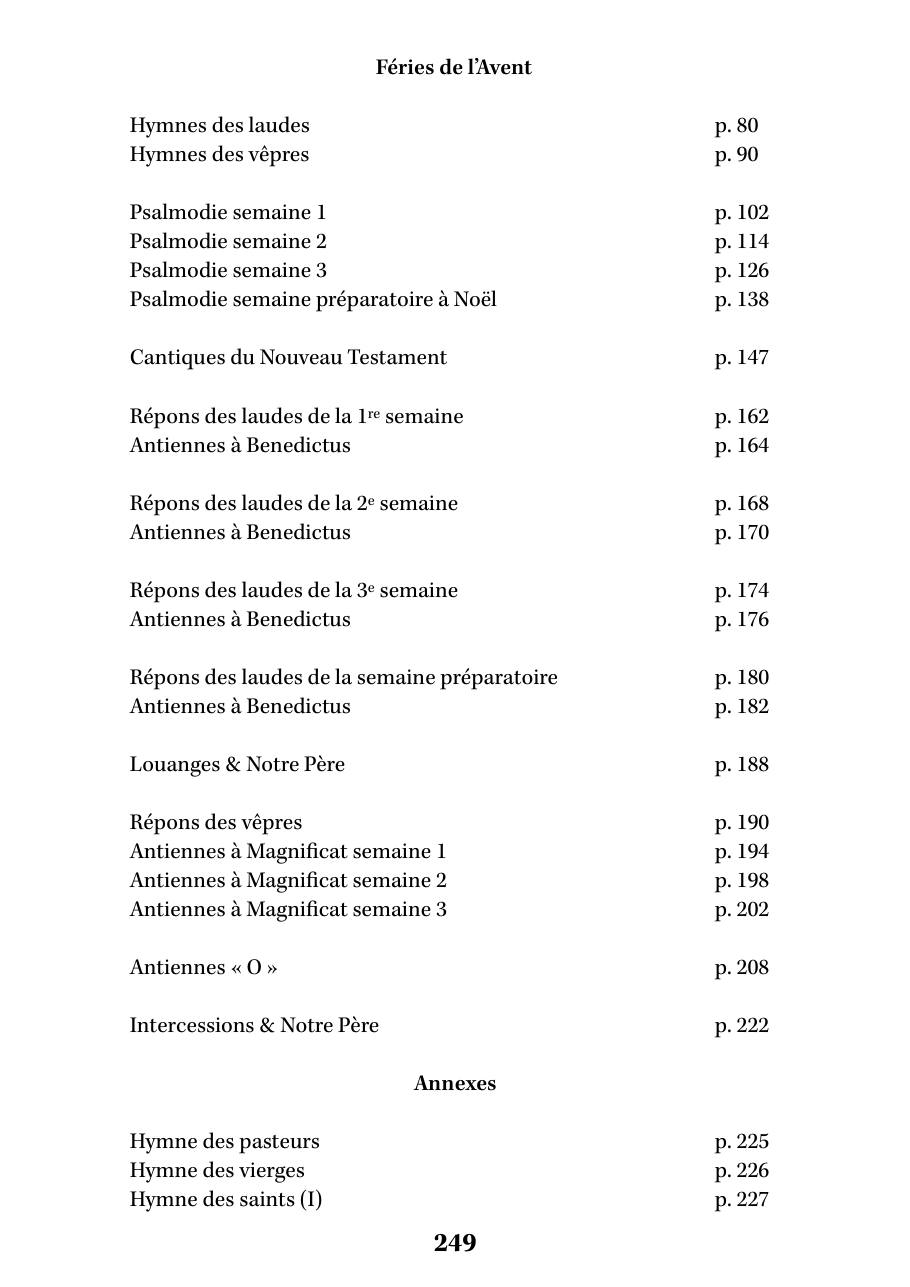 Féries de l’Avent
Hymnes des laudes p. 80
Hymnes des vêpres p. 90
Psalmodie semaine 1 p. 102
Psalmodie semaine 2 p. 114
Psalmodie semaine 3 p. 126
Psalmodie semaine préparatoire à Noël p. 138
Cantiques du Nouveau Testament p. 147
Répons des laudes de la 1re semaine p. 162
Antiennes à Benedictus p. 164
Répons des laudes de la 2e semaine p. 168
Antiennes à Benedictus p. 170
Répons des laudes de la 3e semaine p. 174
Antiennes à Benedictus p. 176
Répons des laudes de la semaine préparatoire p. 180
Antiennes à Benedictus p. 182
Louanges & Notre Père p. 188
Répons des vêpres p. 190
Antiennes à Magnificat semaine 1 p. 194
Antiennes à Magnificat semaine 2 p. 198
Antiennes à Magnificat semaine 3 p. 202
Antiennes « O » p. 208
Intercessions & Notre Père p. 222
Annexes
Hymne des pasteurs p. 225
Hymne des vierges p. 226
Hymne des saints (I) p. 227
249